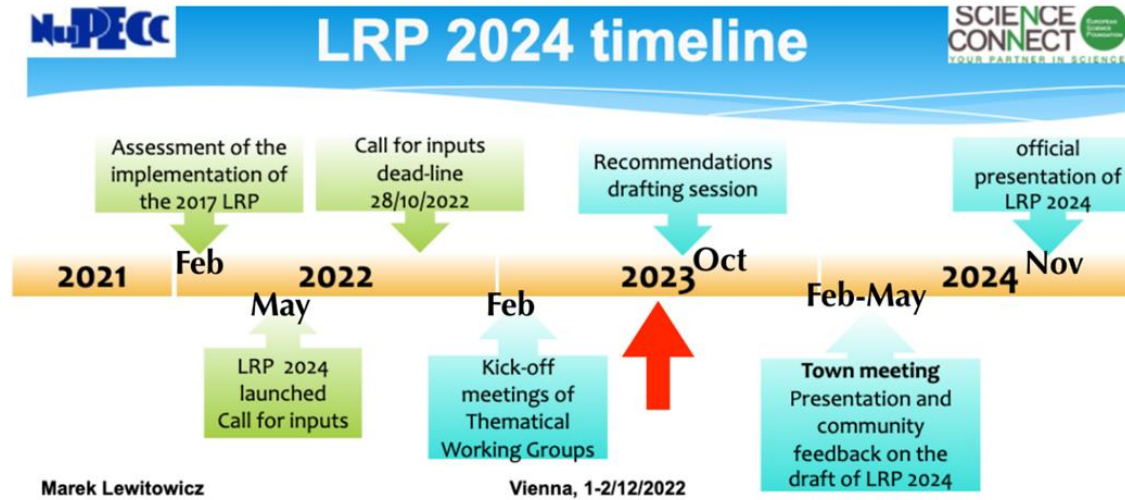 NuPECC
LRP 2024 timeline
SCIENCE
CONNECT
EUROPEAN
SCIENCE
FOUNDATION
YOUR PARTNER IN SCIENCE
Assessment of the
implementation of
the 2017 LRP
Call for inputs
dead-line
28/10/2022
Recommendations
drafting session
official
presentation of
LRP 2024
2021
Feb
2022
2023
Oct
2024
Nov
May
Feb
Feb-May
LRP 2024
launched
Call for inputs
Kick-off
meetings of
Thematical
Working Groups
Town meeting
Presentation and
community
feedback on the
draft of LRP 2024
Marek Lewitowicz
Vienna, 1-2/12/2022